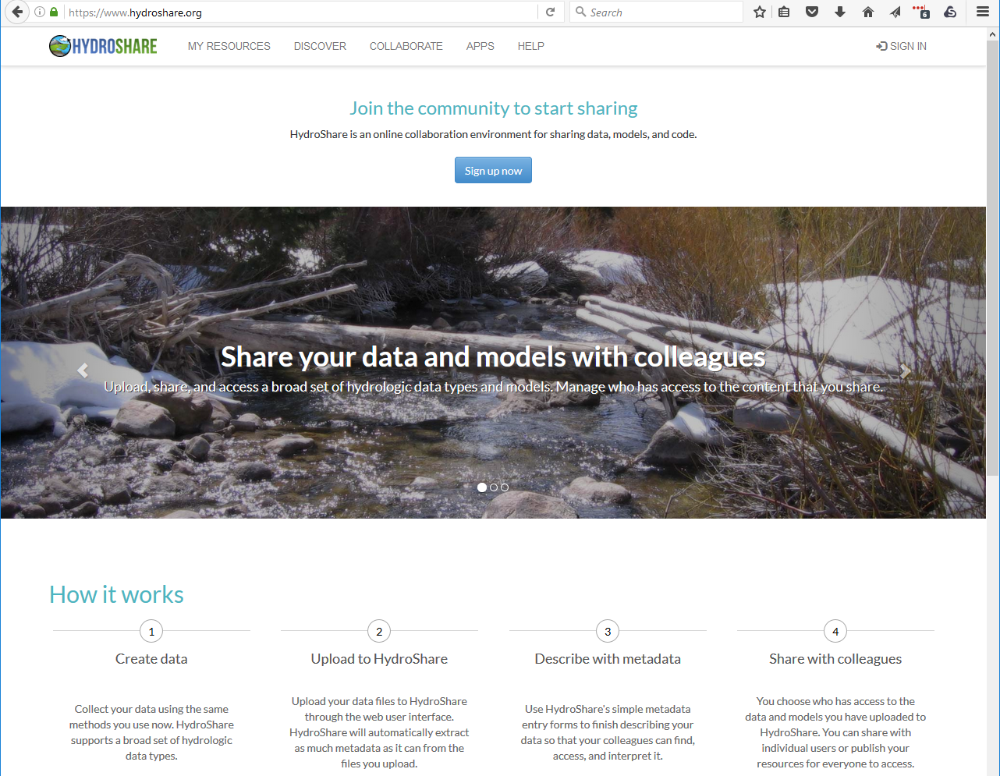 https://www.hydroshare.org
Search
6
HYDROSHARE
MY RESOURCES
DISCOVER
COLLABORATE
APPS
HELP
SIGN IN
Join the community to start sharing
HydroShare is an online collaboration environment for sharing data, models, and code.
Sign up now
Share your data and models with colleagues
Upload, share, and access a broad set of hydrologic data types and models. Manage who has access to the content that you share.
How it works
1
Create data
Collect your data using the same
methods you use now. HydroShare
supports a broad set of hydrologic
data types.
2
Upload to HydroShare
Upload your data files to HydroShare
through the web user interface.
HydroShare will automatically extract
as much metadata as it can from the
files you upload.
3
Describe with metadata
Use HydroShare's simple metadata
entry forms to finish describing your
data so that your colleagues can find,
access, and interpret it.
4
Share with colleagues
You choose who has access to the
data and models you have uploaded to
HydroShare. You can share with
individual users or publish your
resources for everyone to access.